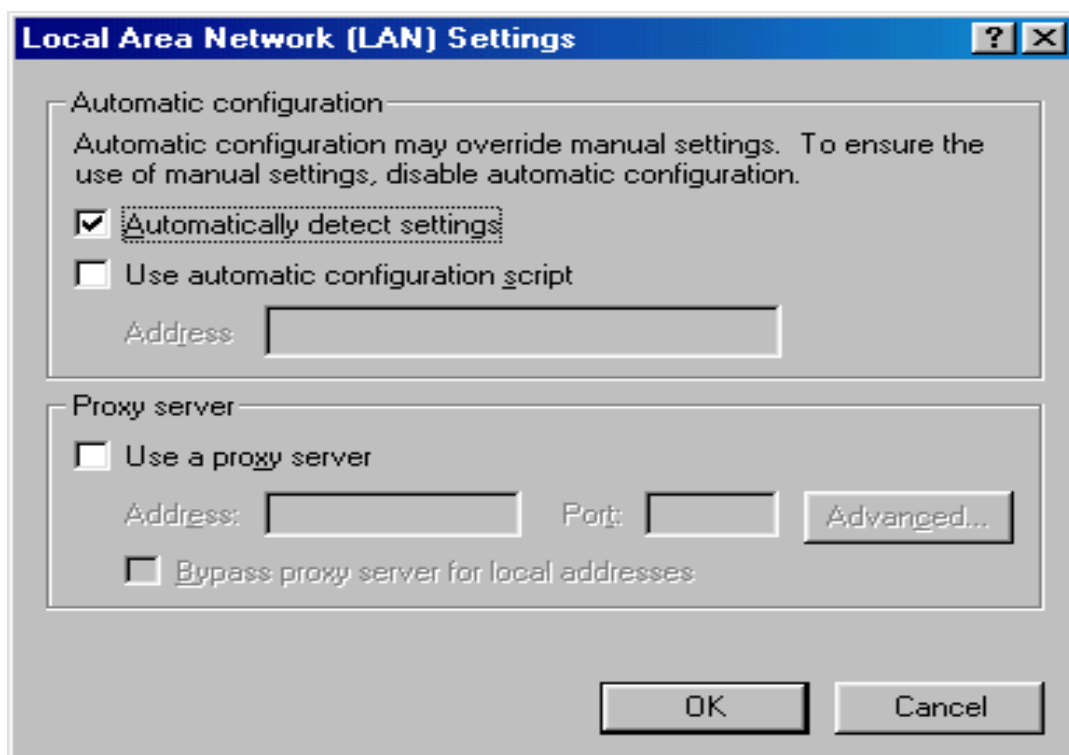 Local Area Network (LAN) Settings
Automatic configuration
Automatic configuration may override manual settings.  To ensure the
use of manual settings, disable automatic configuration.
Automatically detect settings
Use automatic configuration script
Address
Proxy server
Use a proxy server
Address: Port: Advanced...
Bypass proxy server for local addresses
OK Cancel